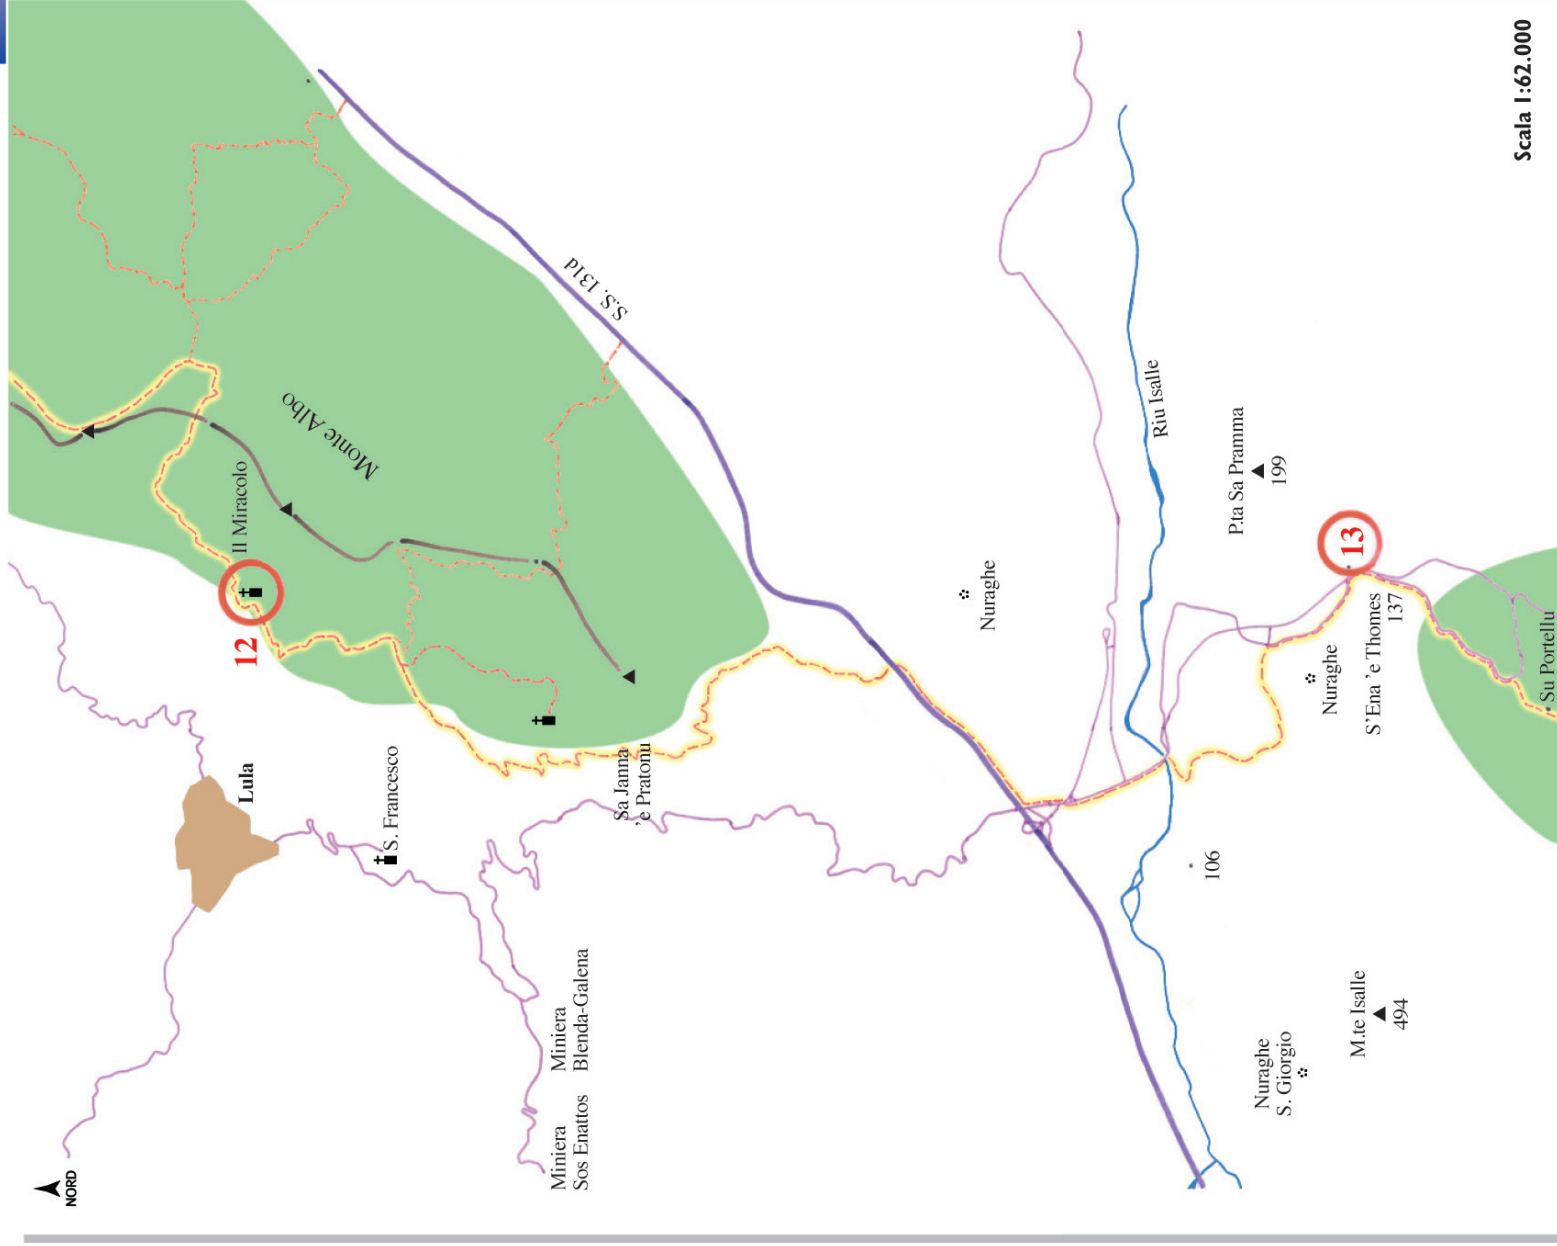 NORD
Lula
12
Il Miracolo
Monte Albo
S. Francesco
S.S. 131d
Sa Janna
'e Pratonu
Miniera
Sos Enattos
Miniera
Blenda-Galena
Nuraghe
Riu Isalle
P.ta Sa Pramma
199
106
13
Nuraghe
S'Ena 'e Thomes
137
Nuraghe
S. Giorgio
M.te Isalle
494
Su Portellu
Scala 1:62.000